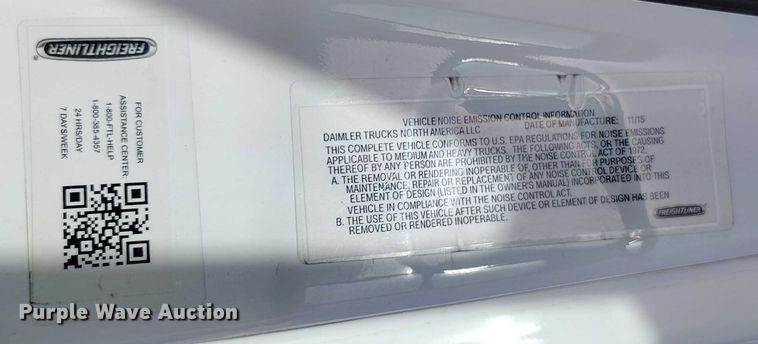 FREIGHTLINER
FOR CUSTOMER
ASSISTANCE CENTER:
1-800-FTL-HELP
1-800-385-4357
24 HRS/DAY
7 DAYS/WEEK
VEHICLE NOISE EMISSION CONTROL INFORMATION
DAIMLER TRUCKS NORTH AMERICA LLC DATE OF MANUFACTURE: 11/15
THIS COMPLETE VEHICLE CONFORMS TO U.S. EPA REGULATIONS FOR NOISE EMISSIONS
APPLICABLE TO MEDIUM AND HEAVY TRUCKS. THE FOLLOWING ACTS, OR THE CAUSING
THEREOF BY ANY PERSON ARE PROHIBITED BY THE NOISE CONTROL ACT OF 1972.
A. THE REMOVAL OR RENDERING INOPERABLE OF, OTHER THAN FOR PURPOSES OF
MAINTENANCE, REPAIR OR REPLACEMENT OF ANY NOISE CONTROL DEVICE OR
ELEMENT OF DESIGN (LISTED IN THE OWNER'S MANUAL) INCORPORATED INTO THIS
VEHICLE IN COMPLIANCE WITH THE NOISE CONTROL ACT.
B. THE USE OF THIS VEHICLE AFTER SUCH DEVICE OR ELEMENT OF DESIGN HAS BEEN
REMOVED OR RENDERED INOPERABLE.
FREIGHTLINER
Purple Wave Auction